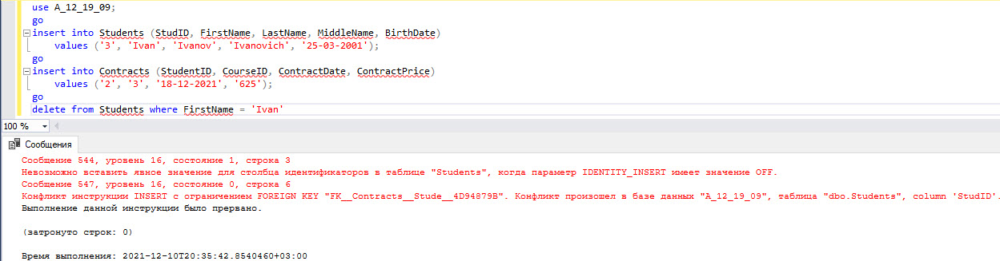 use A_12_19_09;
go
insert into Students (StudID, FirstName, LastName, MiddleName, BirthDate)
values ('3', 'Ivan', 'Ivanov', 'Ivanovich', '25-03-2001');
go
insert into Contracts (StudentID, CourseID, ContractDate, ContractPrice)
values ('2', '3', '18-12-2021', '625');
go
delete from Students where FirstName = 'Ivan'
100 %
Сообщения
Сообщение 544, уровень 16, состояние 1, строка 3
Невозможно вставить явное значение для столбца идентификаторов в таблице "Students", когда параметр IDENTITY_INSERT имеет значение OFF.
Сообщение 547, уровень 16, состояние 0, строка 6
Конфликт инструкции INSERT с ограничением FOREIGN KEY "FK__Contracts__Stude__4D94879B". Конфликт произошел в базе данных "A_12_19_09", таблица "dbo.Students", column 'StudID'.
Выполнение данной инструкции было прервано.
(затронуто строк: 0)
Время выполнения: 2021-12-10T20:35:42.8540460+03:00